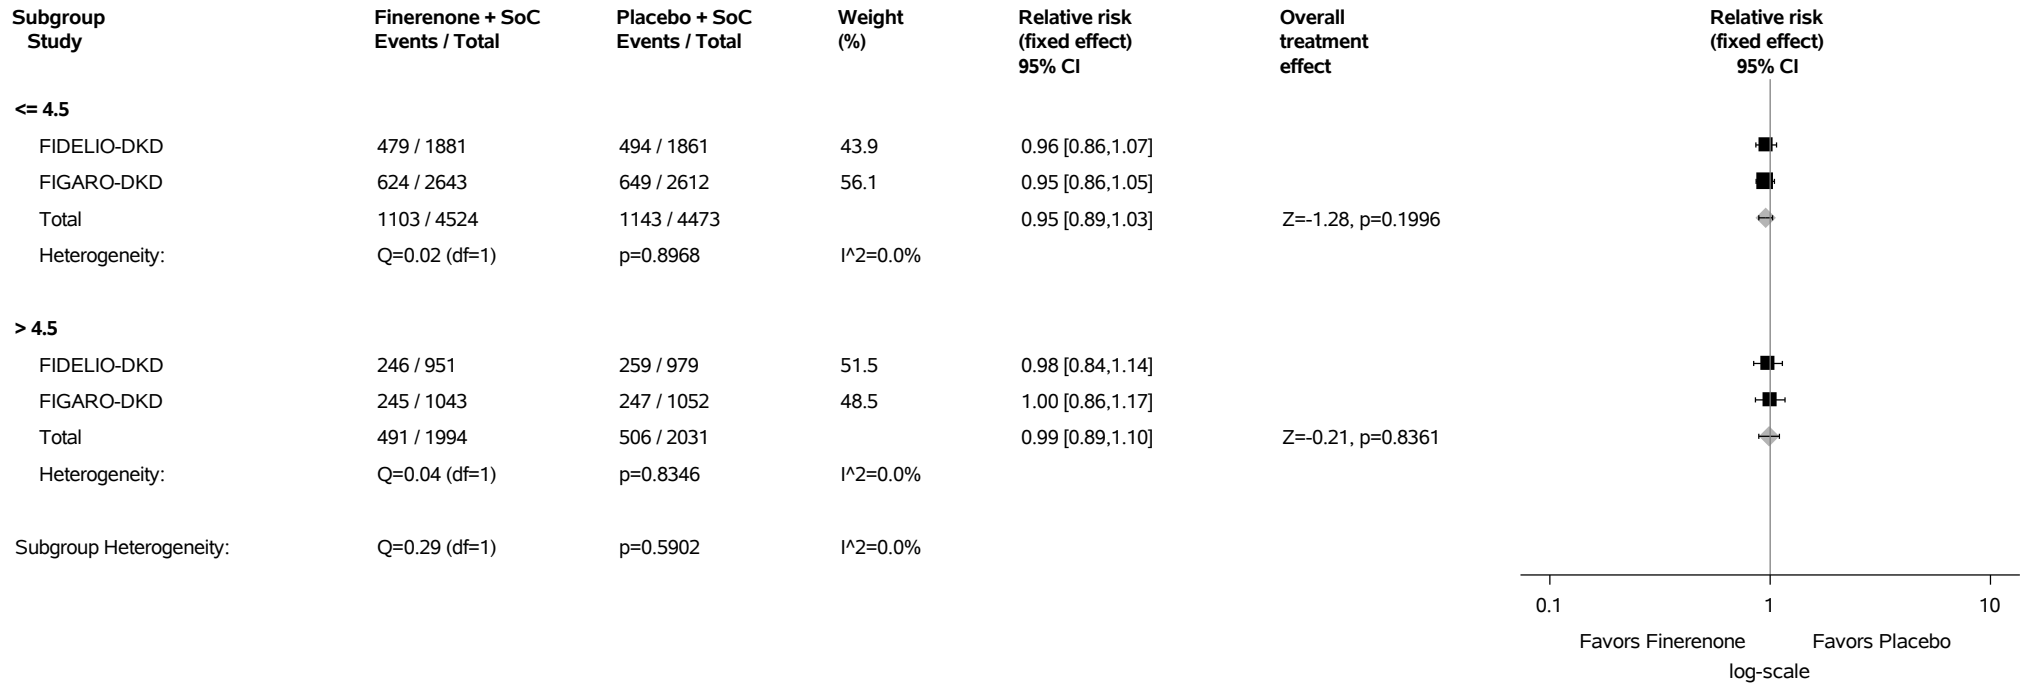 Subgroup Finerenone + SoC Placebo + SoC Weight Relative risk Overall Relative risk
Study Events / Total Events / Total (%) (fixed effect) treatment (fixed effect)
95% CI effect 95% CI
<= 4.5
FIDELIO-DKD 479 / 1881 494 / 1861 43.9 0.96 [0.86,1.07]
FIGARO-DKD 624 / 2643 649 / 2612 56.1 0.95 [0.86,1.05]
Total 1103 / 4524 1143 / 4473 0.95 [0.89,1.03] Z=-1.28, p=0.1996
Heterogeneity: Q=0.02 (df=1) p=0.8968 I^2=0.0%
> 4.5
FIDELIO-DKD 246 / 951 259 / 979 51.5 0.98 [0.84,1.14]
FIGARO-DKD 245 / 1043 247 / 1052 48.5 1.00 [0.86,1.17]
Total 491 / 1994 506 / 2031 0.99 [0.89,1.10] Z=-0.21, p=0.8361
Heterogeneity: Q=0.04 (df=1) p=0.8346 I^2=0.0%
Subgroup Heterogeneity: Q=0.29 (df=1) p=0.5902 I^2=0.0%
0.1 1 10
Favors Finerenone Favors Placebo
log-scale